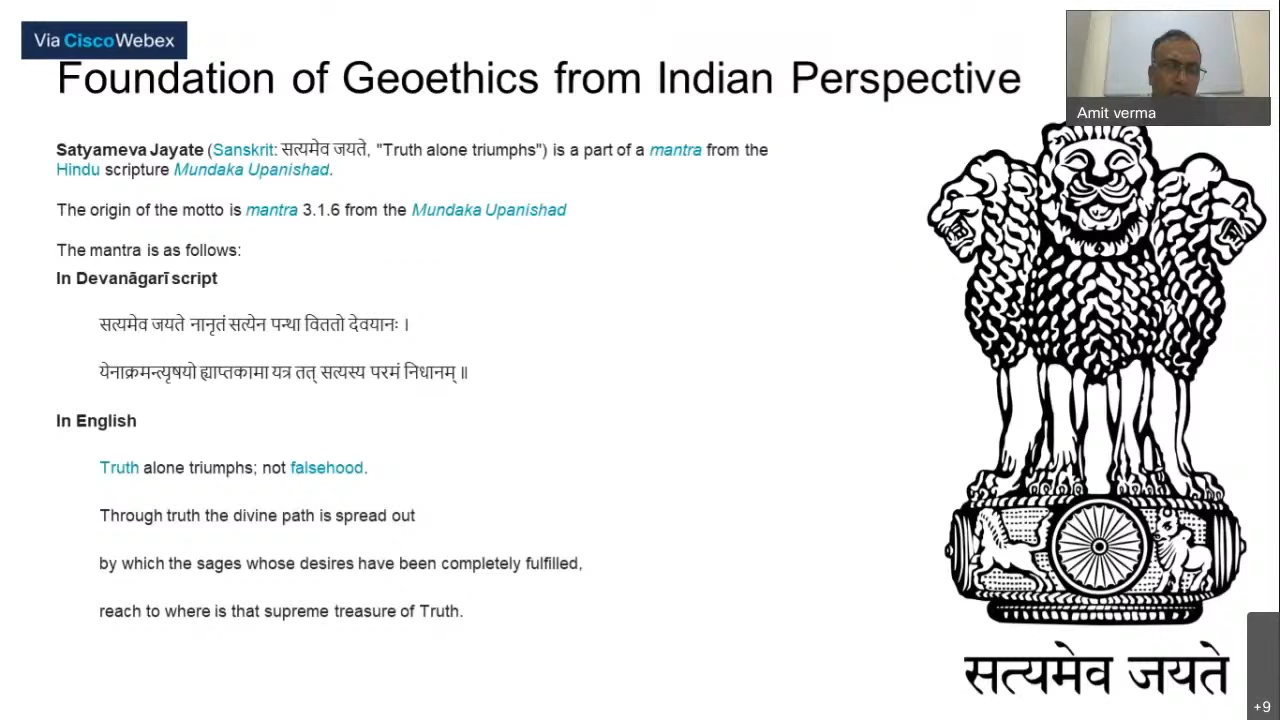 Via CiscoWebex
Foundation of Geoethics from Indian Perspective
Amit verma
Satyameva Jayate (Sanskrit: सत्यमेव जयते, "Truth alone triumphs") is a part of a mantra from the
Hindu scripture Mundaka Upanishad.
The origin of the motto is mantra 3.1.6 from the Mundaka Upanishad
The mantra is as follows:
In Devanāgarī script
सत्यमेव जयते नानृतं सत्येन पन्था विततो देवयानः ।
येनाक्रमन्त्यृषयो ह्याप्तकामा यत्र तत् सत्यस्य परमं निधानम् ॥
In English
Truth alone triumphs; not falsehood.
Through truth the divine path is spread out
by which the sages whose desires have been completely fulfilled,
reach to where is that supreme treasure of Truth.
सत्यमेव जयते
+9